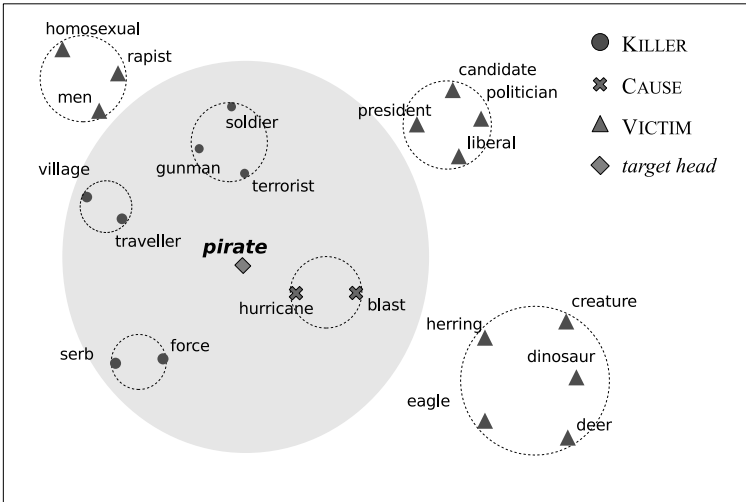 homosexual
rapist
men
candidate
politician
president
liberal
soldier
gunman
terrorist
village
traveller
pirate
hurricane
blast
serb
force
creature
herring
dinosaur
eagle
deer
KILLER
CAUSE
VICTIM
target head